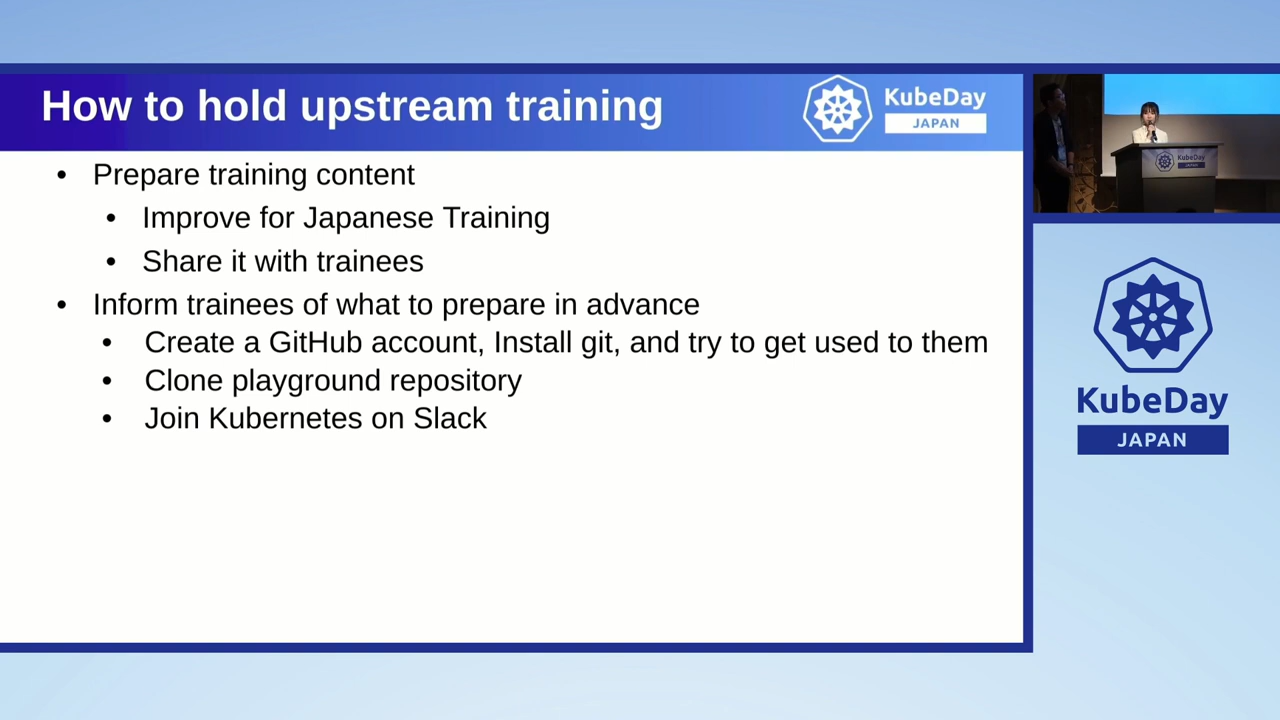 How to hold upstream training
KubeDay
JAPAN
• Prepare training content
• Improve for Japanese Training
• Share it with trainees
• Inform trainees of what to prepare in advance
• Create a GitHub account, Install git, and try to get used to them
• Clone playground repository
• Join Kubernetes on Slack
KubeDay
JAPAN
KubeDay
JAPAN